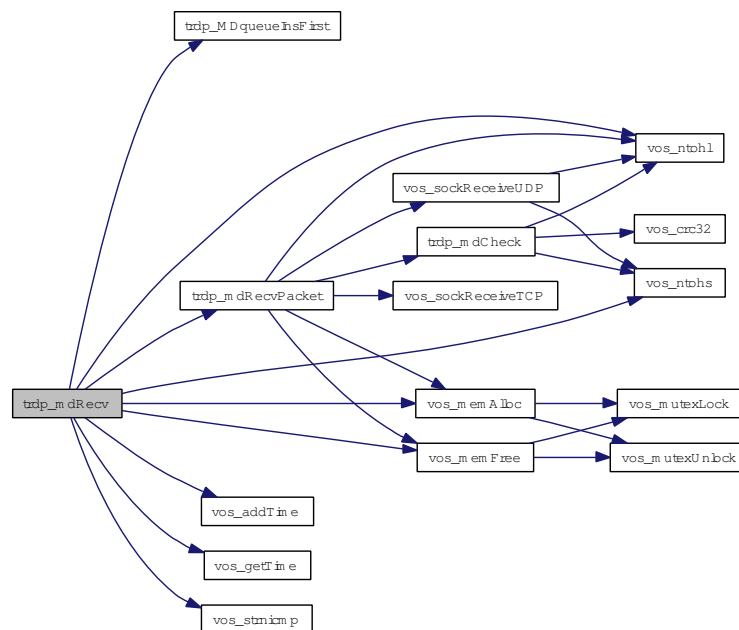 trdp_MDqueueInsFirst
vos_ntohl
vos_sockReceiveUDP
vos_crc32
trdp_mdCheck
vos_ntohs
trdp_mdRecvPacket
vos_sockReceiveTCP
trdp_mdRecv
vos_memAlloc
vos_mutexLock
vos_memFree
vos_mutexUnlock
vos_addTime
vos_getTime
vos_strnicmp